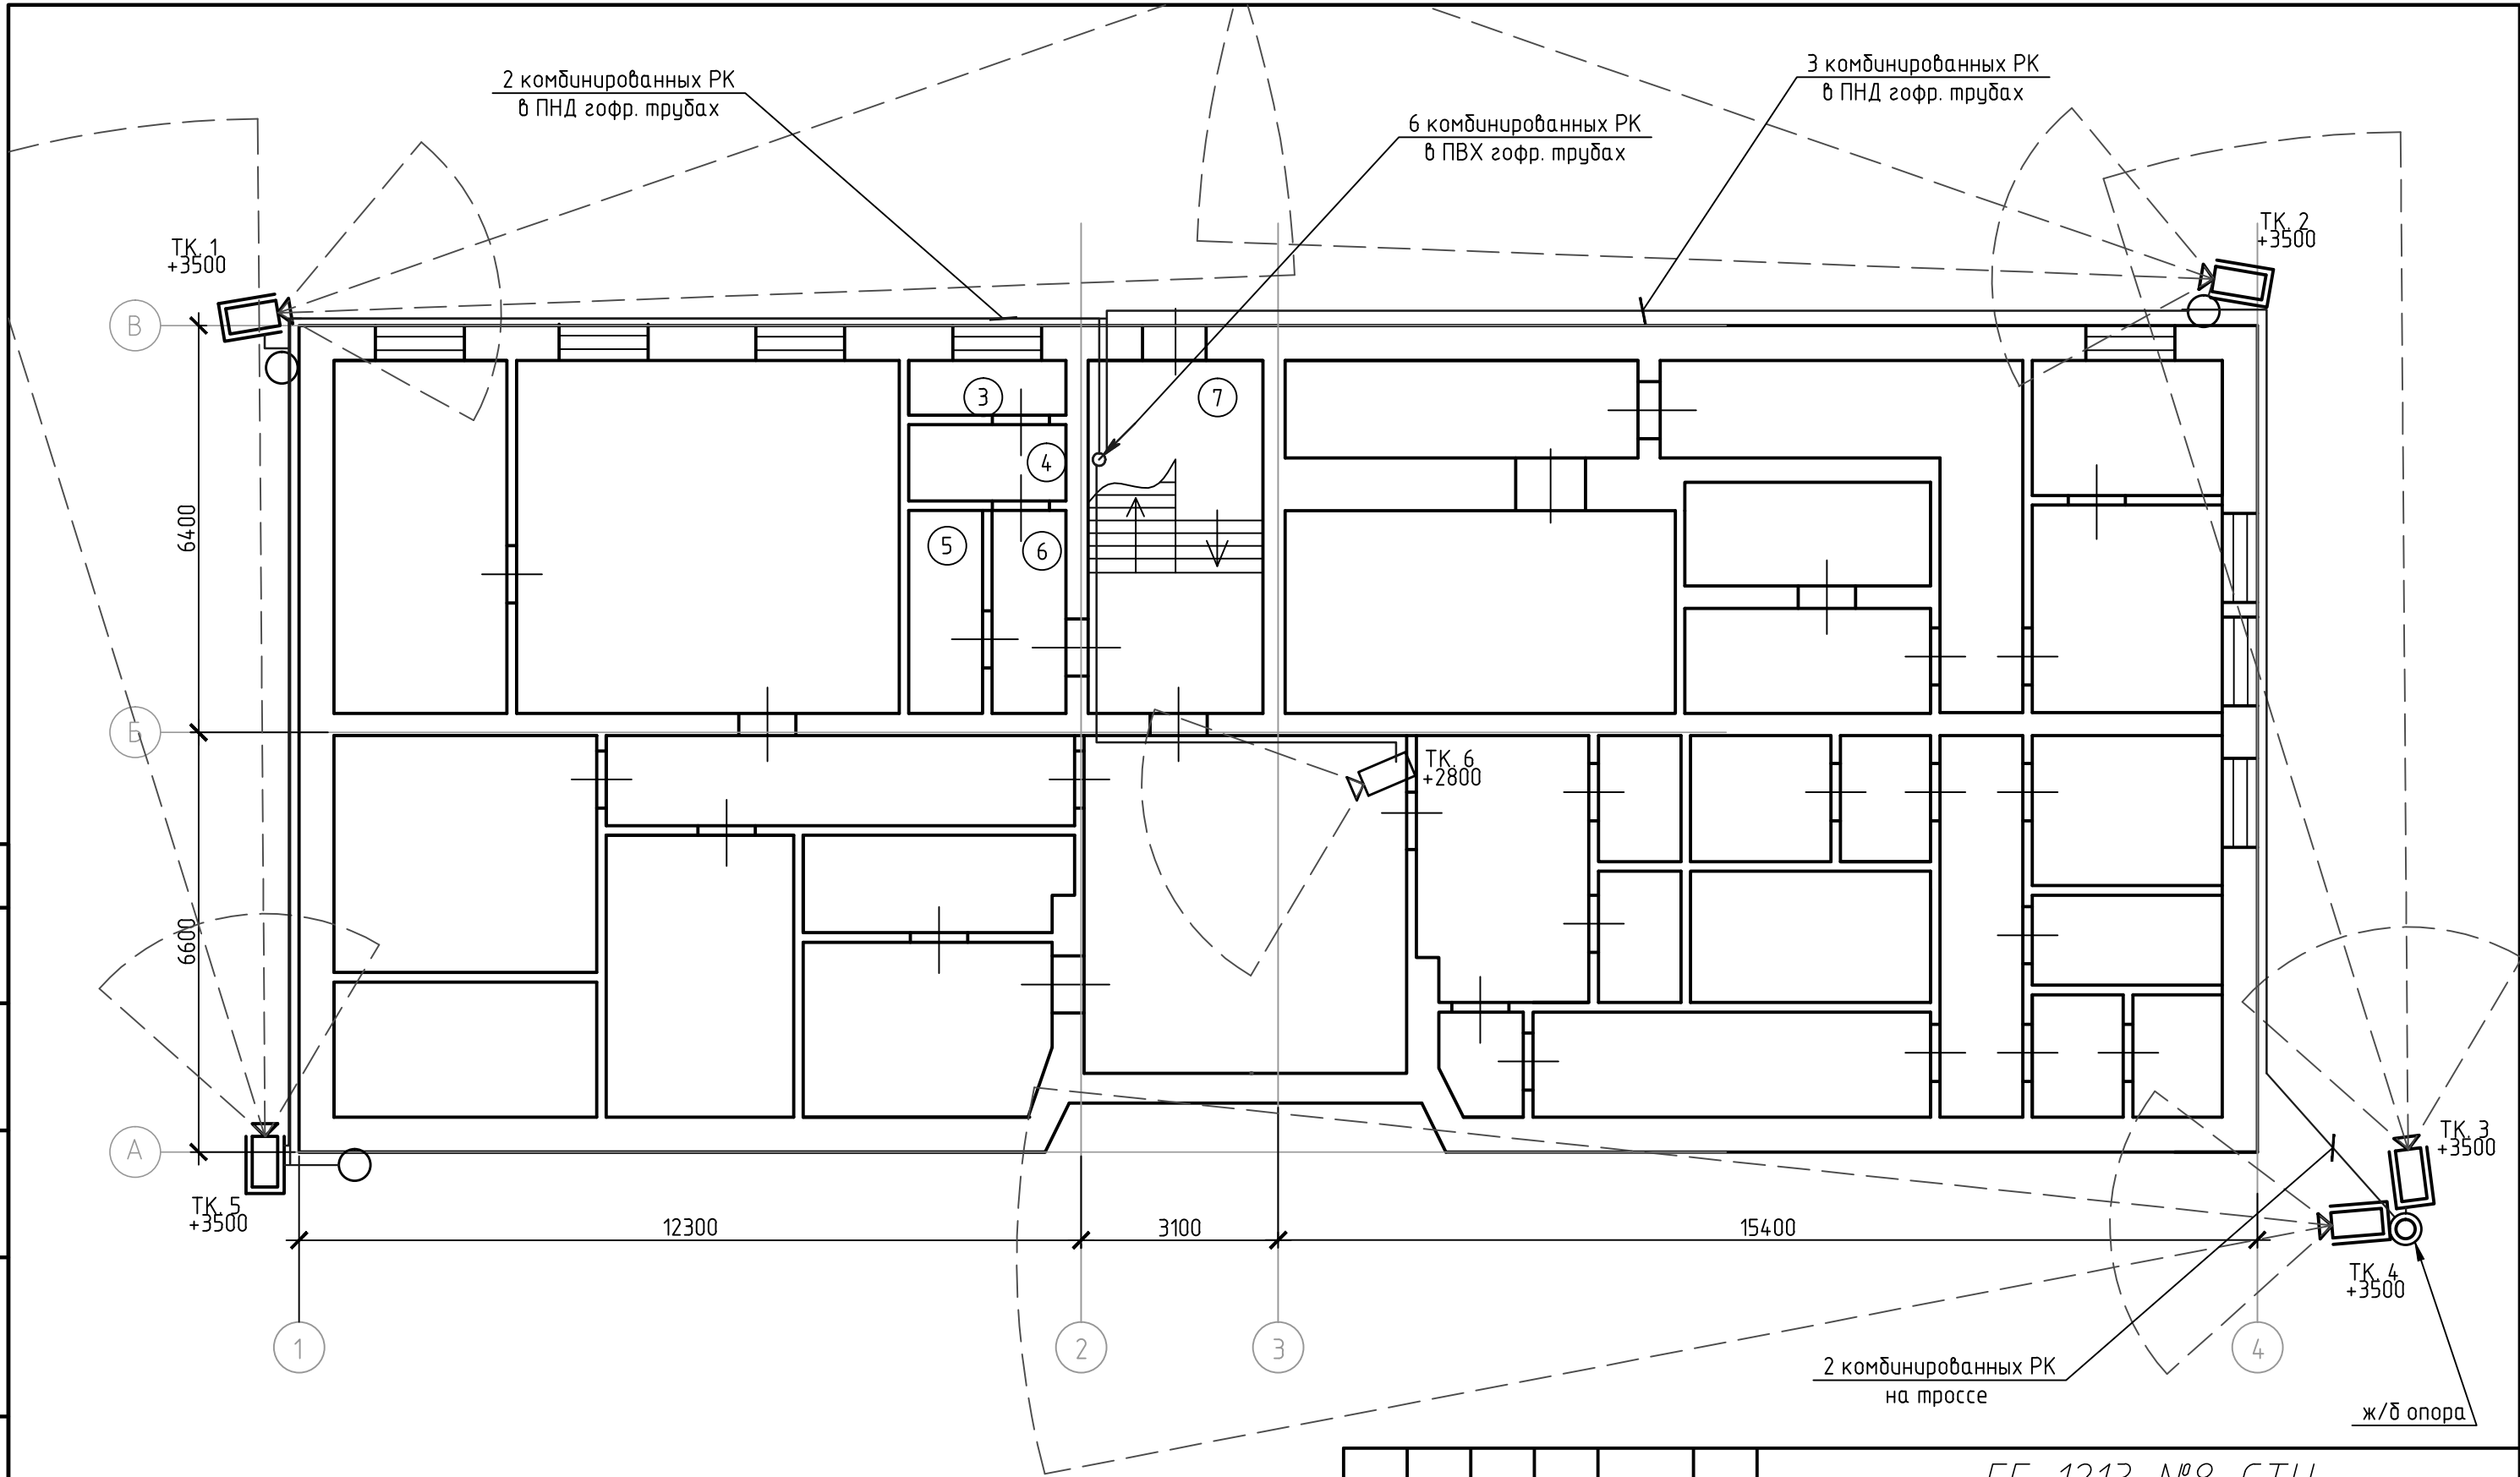 2 комбинированных РК
в ПНД гофр. трубах
6 комбинированных РК
в ПВХ гофр. трубах
3 комбинированных РК
в ПНД гофр. трубах
ТК. 1
+3500
ТК. 2
+3500
В
3
7
4
5
6
6400
Б
ТК. 6
+2800
6600
А
ТК. 3
+3500
ТК. 5
+3500
12300
3100
15400
ТК. 4
+3500
1
2
3
4
2 комбинированных РК
на троссе
ж/б опора